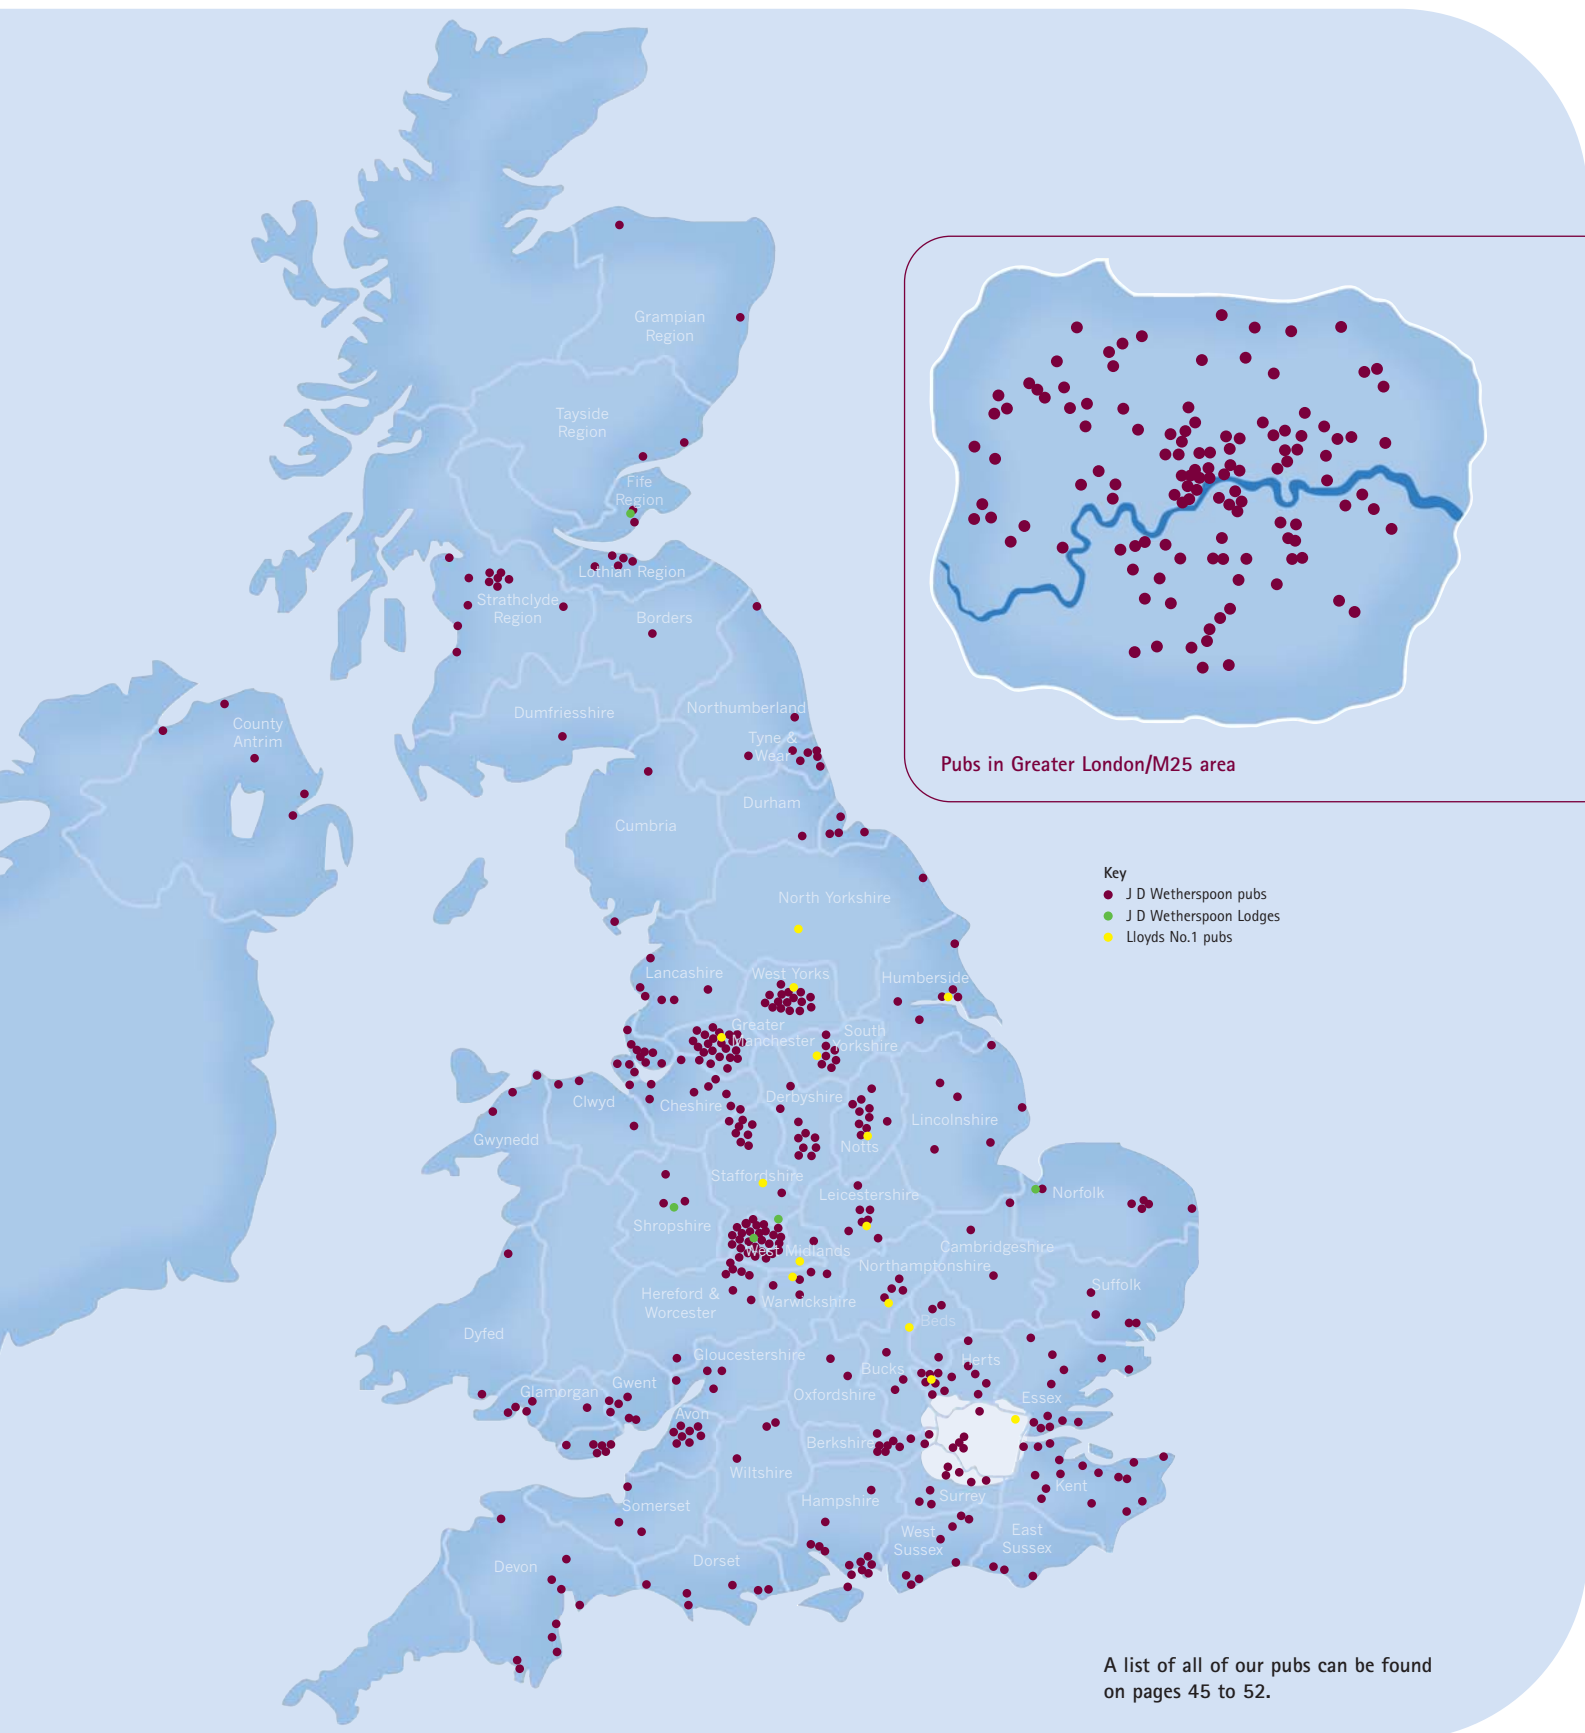 Grampian
Region
Tayside
Region
Fife
Region
Lothian Region
Strathclyde
Region
Borders
Dumfriesshire
Northumberland
County
Antrim
Tyne &
Wear
Durham
Cumbria
North Yorkshire
Lancashire
West Yorks
Humberside
Greater
Manchester
South
Yorkshire
Clwyd
Cheshire
Derbyshire
Lincolnshire
Gwynedd
Notts
Staffordshire
Leicestershire
Norfolk
Shropshire
West Midlands
Cambridgeshire
Northamptonshire
Suffolk
Hereford &
Worcester
Warwickshire
Beds
Dyfed
Gloucestershire
Bucks
Herts
Glamorgan
Gwent
Oxfordshire
Essex
Avon
Berkshire
Wiltshire
Kent
Somerset
Hampshire
Surrey
West
Sussex
East
Sussex
Devon
Dorset
Pubs in Greater London/M25 area
Key
J D Wetherspoon pubs
J D Wetherspoon Lodges
Lloyds No.1 pubs
A list of all of our pubs can be found
on pages 45 to 52.